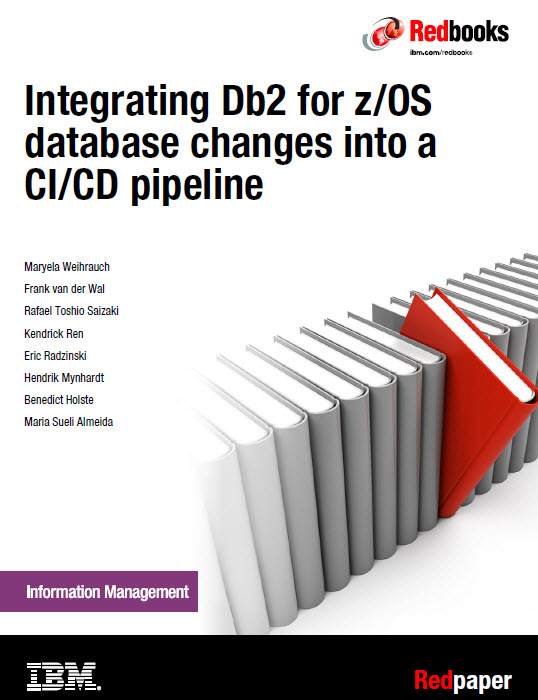 Redbooks
ibm.com/redbooks
Integrating Db2 for z/OS
database changes into a
CI/CD pipeline
Maryela Weihrauch
Frank van der Wal
Rafael Toshio Saizaki
Kendrick Ren
Eric Radzinski
Hendrik Mynhardt
Benedict Holste
Maria Sueli Almeida
Information Management
IBM.
Redpaper